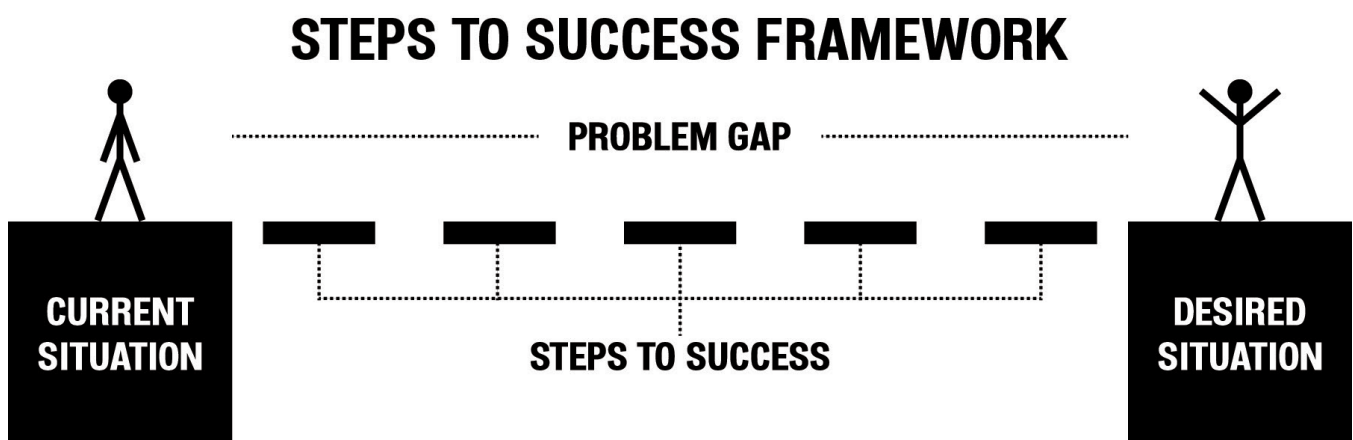 STEPS TO SUCCESS FRAMEWORK
PROBLEM GAP
CURRENT
SITUATION
STEPS TO SUCCESS
DESIRED
SITUATION